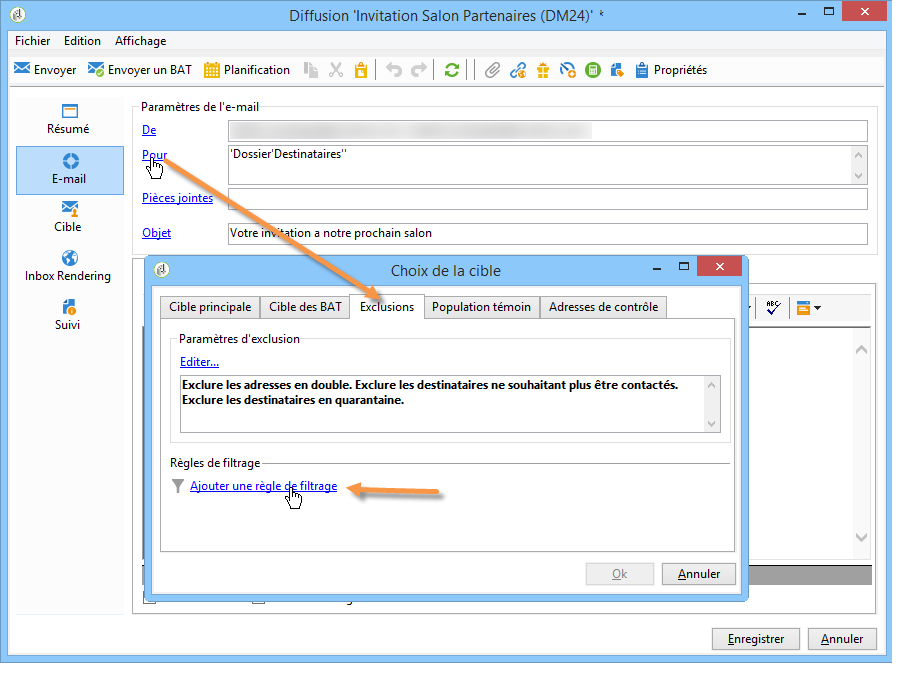 Diffusion 'Invitation Salon Partenaires (DM24)' *
Fichier Edition Affichage
Envoyer Envoyer un BAT Planification Propriétés
Résumé
E-mail
Cible
Inbox Rendering
Suivi
Paramètres de l'e-mail
De
Pour 'Dossier'Destinataires''
Pièces jointes
Objet Votre invitation a notre prochain salon
Choix de la cible
Cible principale Cible des BAT Exclusions Population témoin Adresses de contrôle
ABC
Paramètres d'exclusion
Editer...
Exclure les adresses en double. Exclure les destinataires ne souhaitant plus être contactés.
Exclure les destinataires en quarantaine.
Règles de filtrage
Ajouter une règle de filtrage
Ok Annuler
Enregistrer Annuler